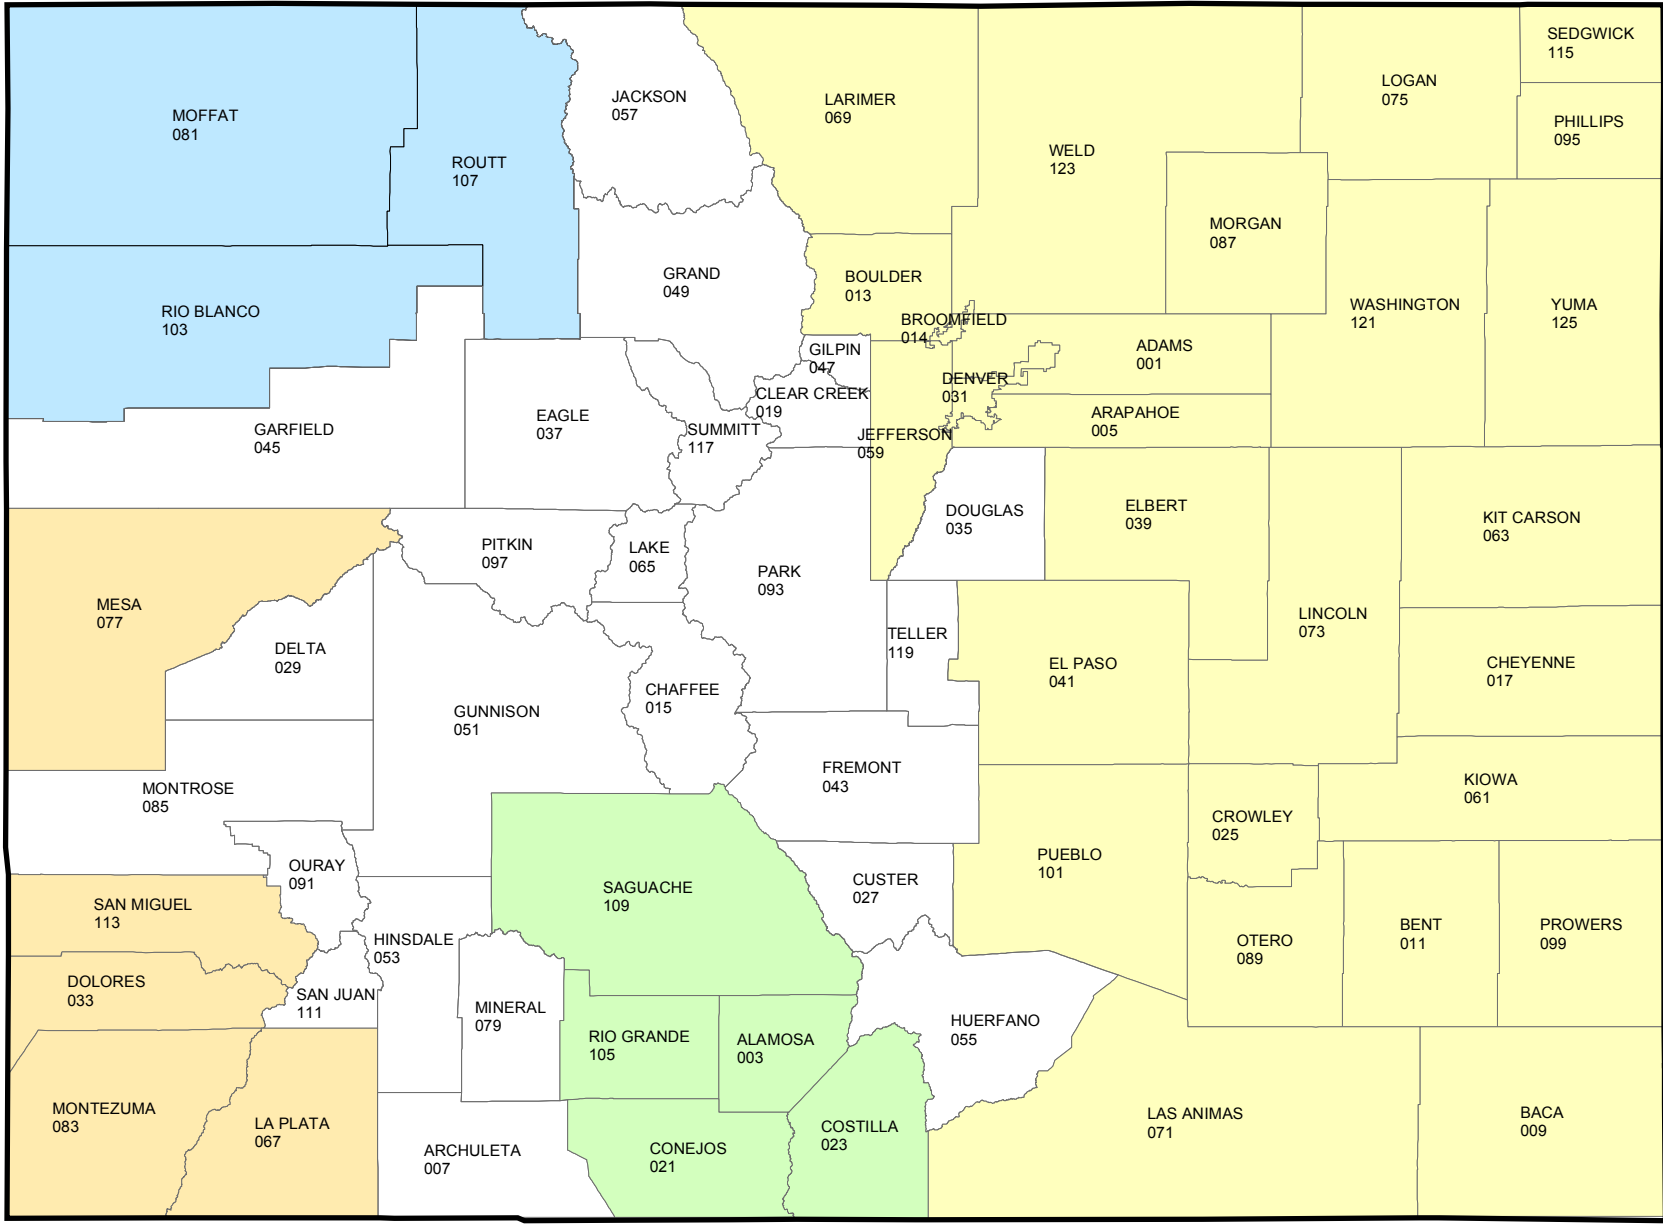 SEDGWICK
115
LOGAN
075
JACKSON
057
LARIMER
069
MOFFAT
081
PHILLIPS
095
WELD
123
ROUTT
107
MORGAN
087
GRAND
049
BOULDER
013
RIO BLANCO
103
WASHINGTON
121
YUMA
125
BROOMFIELD
014
GILPIN
047
ADAMS
001
DENVER
031
CLEAR CREEK
019
ARAPAHOE
005
EAGLE
037
GARFIELD
045
SUMMITT
117
JEFFERSON
059
DOUGLAS
035
ELBERT
039
KIT CARSON
063
PITKIN
097
LAKE
065
PARK
093
MESA
077
LINCOLN
073
TELLER
119
DELTA
029
EL PASO
041
CHEYENNE
017
CHAFFEE
015
GUNNISON
051
FREMONT
043
KIOWA
061
MONTROSE
085
CROWLEY
025
PUEBLO
101
OURAY
091
CUSTER
027
SAGUACHE
109
SAN MIGUEL
113
BENT
011
PROWERS
099
HINSDALE
053
OTERO
089
DOLORES
033
SAN JUAN
111
MINERAL
079
HUERFANO
055
RIO GRANDE
105
ALAMOSA
003
MONTEZUMA
083
LA PLATA
067
LAS ANIMAS
071
BACA
009
COSTILLA
023
ARCHULETA
007
CONEJOS
021